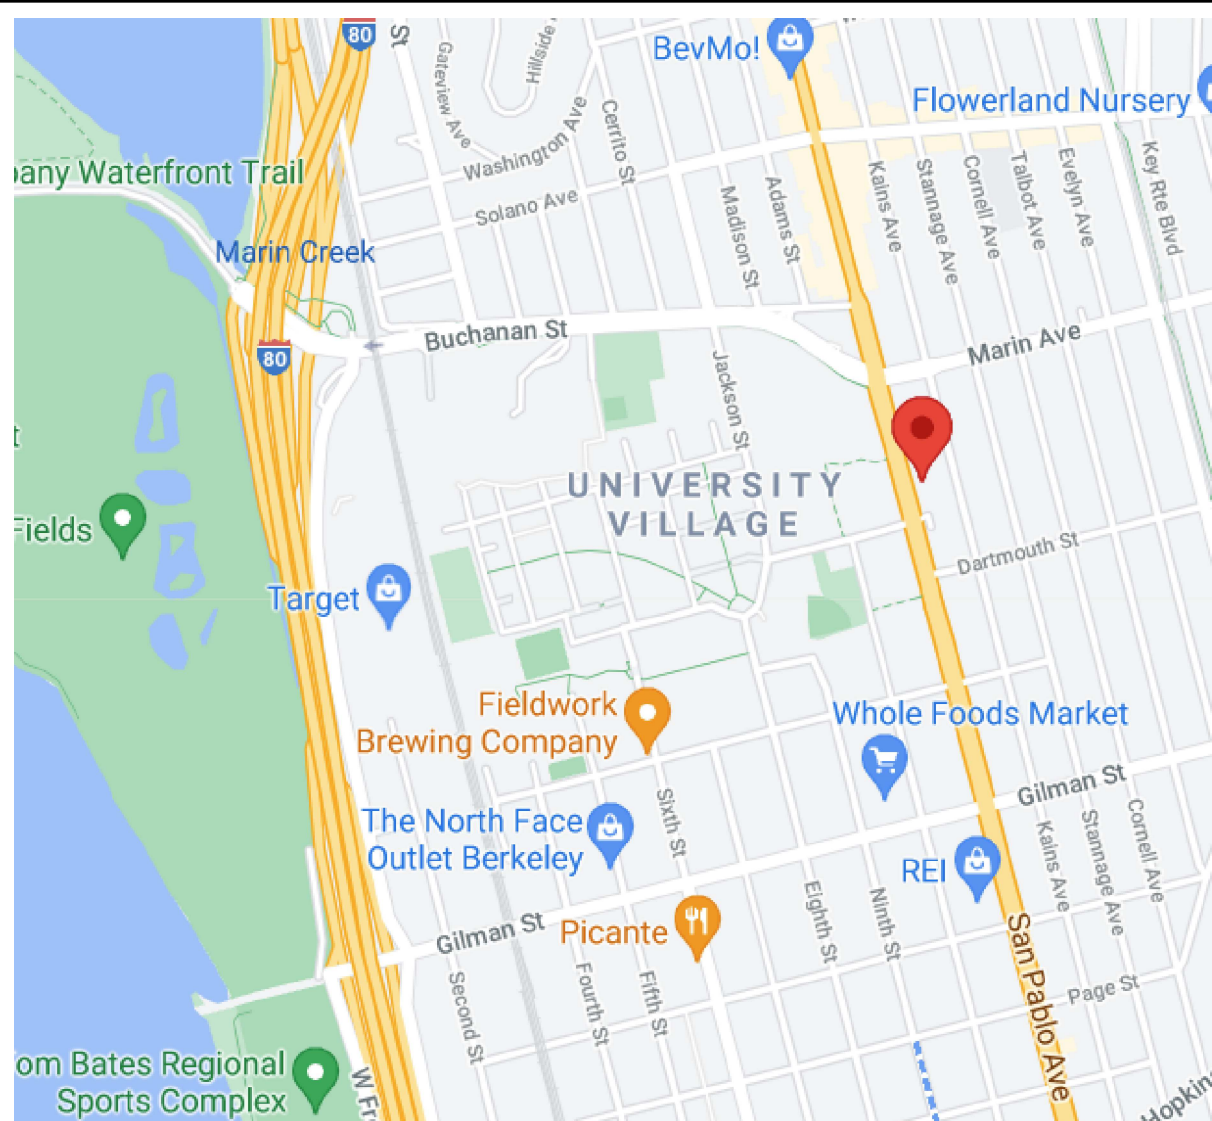 80
St
BevMo!
Gateview Ave
Hillside
Flowerland Nursery
Cerrito St
Washington Ave
any Waterfront Trail
Solano Ave
Madison St
Adams St
Kains Ave
Stannage Ave
Cornell Ave
Talbot Ave
Evelyn Ave
Key Rte Blvd
Marin Creek
Buchanan St
80
Marin Ave
Jackson St
t
UNIVERSITY
VILLAGE
Fields
Dartmouth St
Target
Fieldwork
Brewing Company
Whole Foods Market
Gilman St
The North Face
Outlet Berkeley
Sixth St
Kains Ave
Stannage Ave
Cornell Ave
REI
Eighth St
Ninth St
Gilman St
Picante
San Pablo Ave
Second St
Fourth St
Fifth St
Page St
om Bates Regional
Sports Complex
W Fr
Hopkin